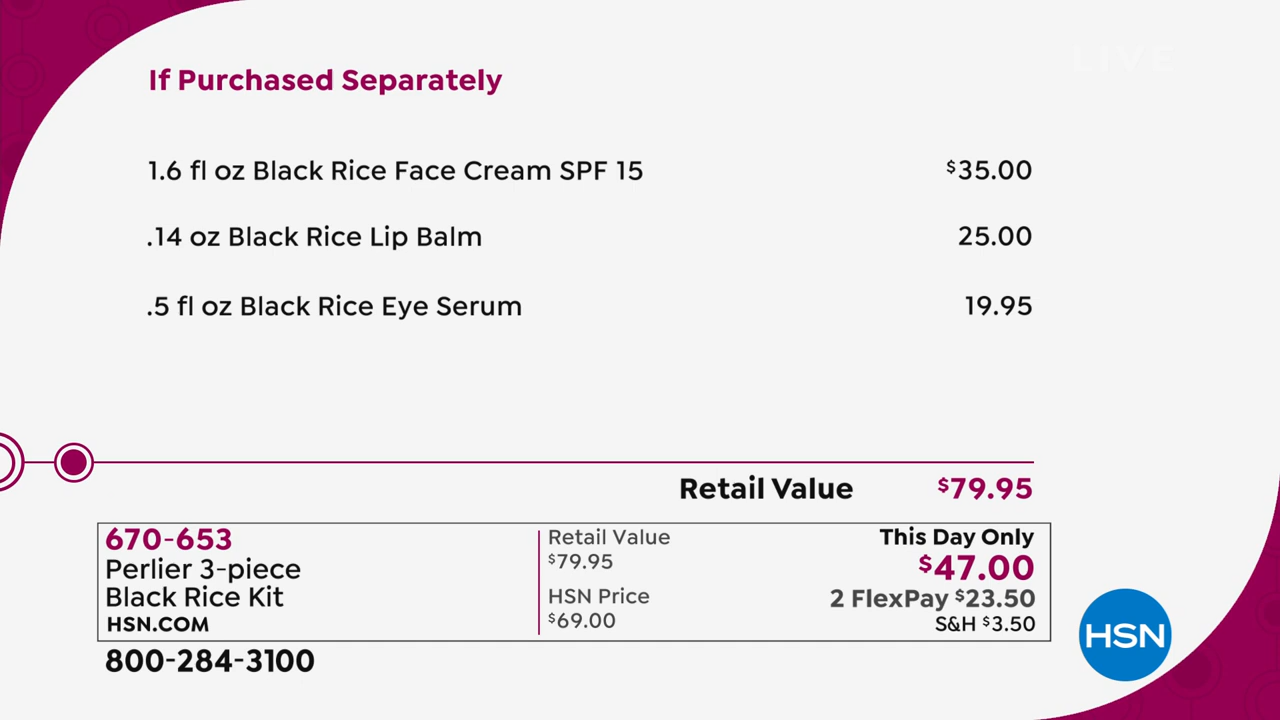 LIVE
If Purchased Separately
1.6 fl oz Black Rice Face Cream SPF 15 $35.00
.14 oz Black Rice Lip Balm 25.00
.5 fl oz Black Rice Eye Serum 19.95
Retail Value $79.95
670-653
Perlier 3-piece
Black Rice Kit
HSN.COM
Retail Value
$79.95
HSN Price
$69.00
This Day Only
$47.00
2 FlexPay $23.50
S&H $3.50
800-284-3100
HSN